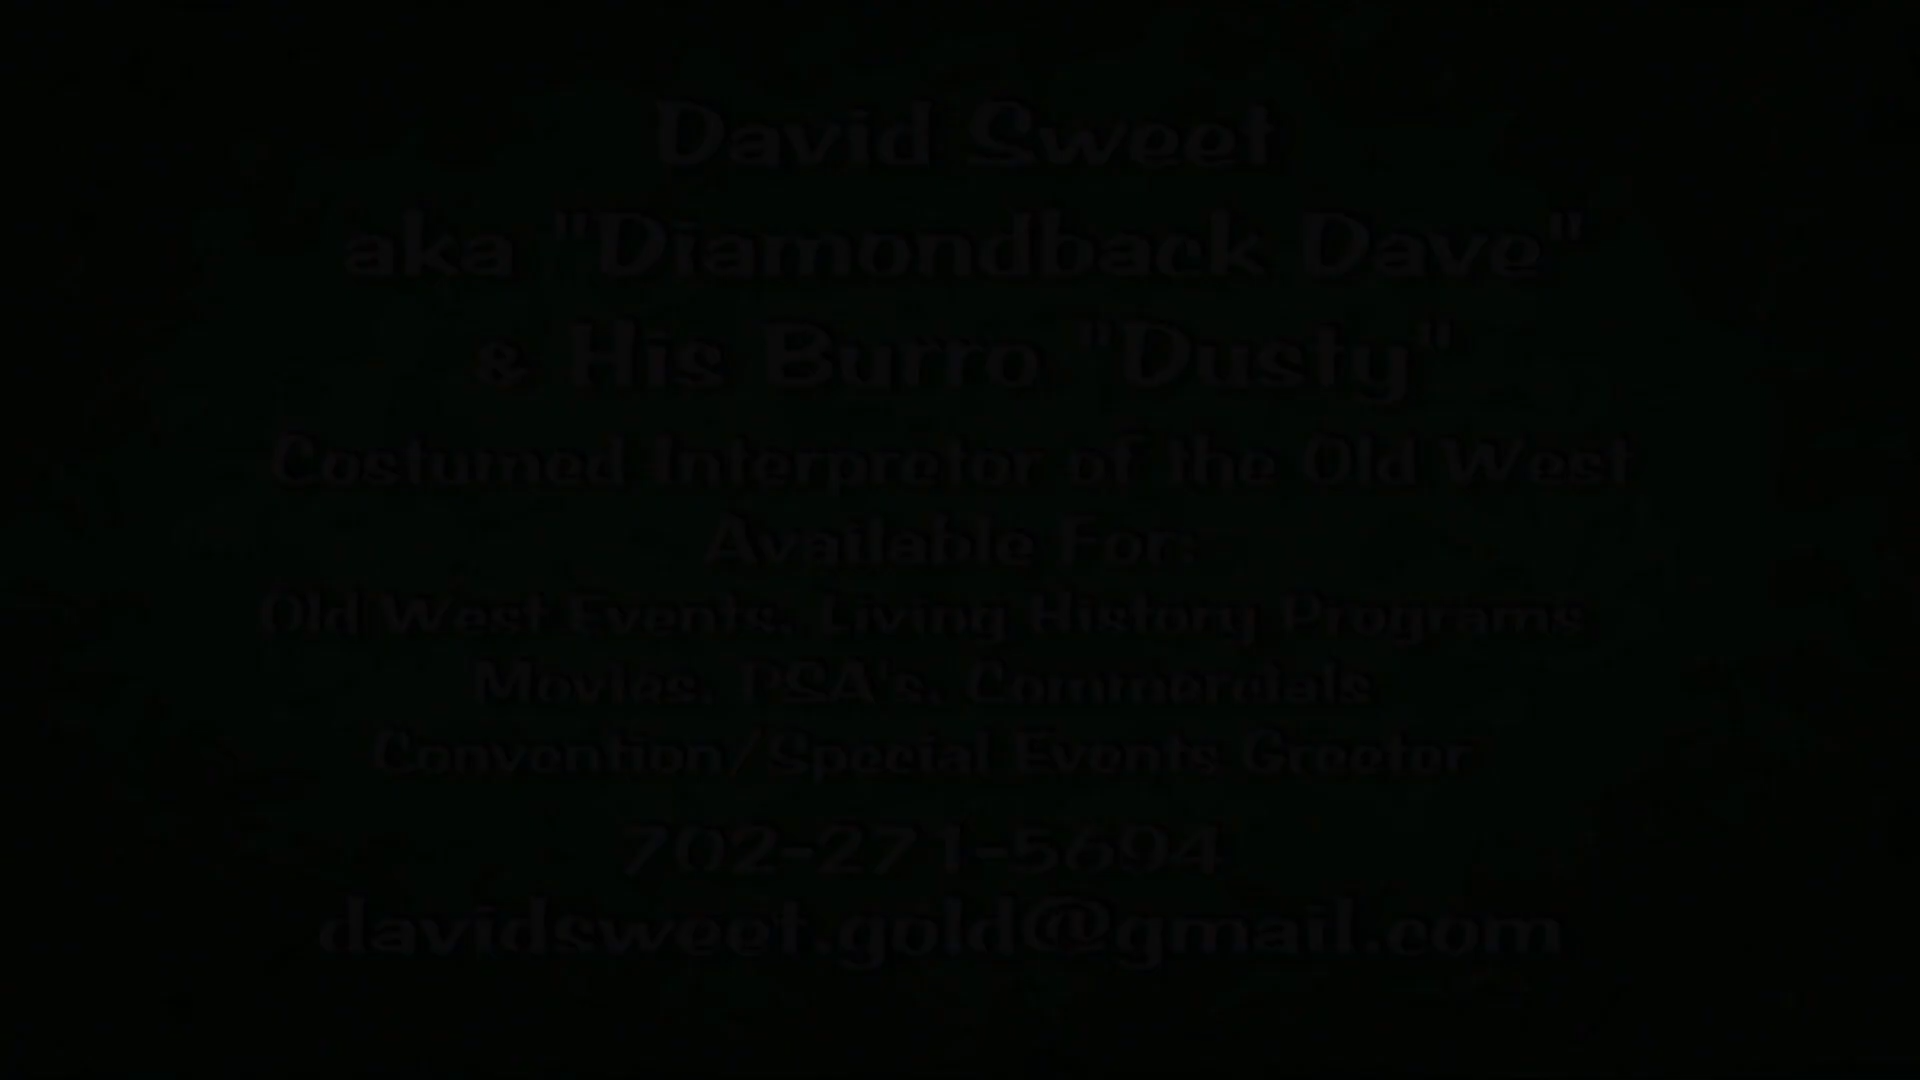 David Sweet
aka "Diamondback Dave"
& His Burro "Dusty"
Costumed Interpretor of the Old West
Available For:
Old West Events, Living History Programs
Movies, PSA's, Commercials
Convention/Special Events Greeter
702-271-5694
davidsweet.gold@gmail.com